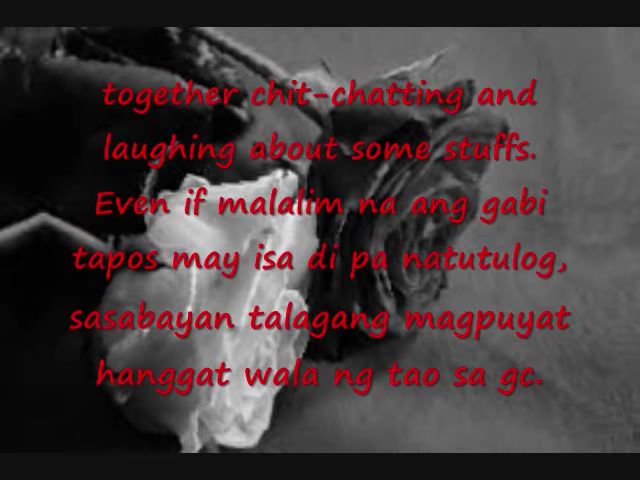 together chit-chatting and
laughing about some stuffs.
Even if malalim na ang gabi
tapos may isa di pa natutulog,
sasabayan talagang magpuyat
hanggat wala ng tao sa gc.